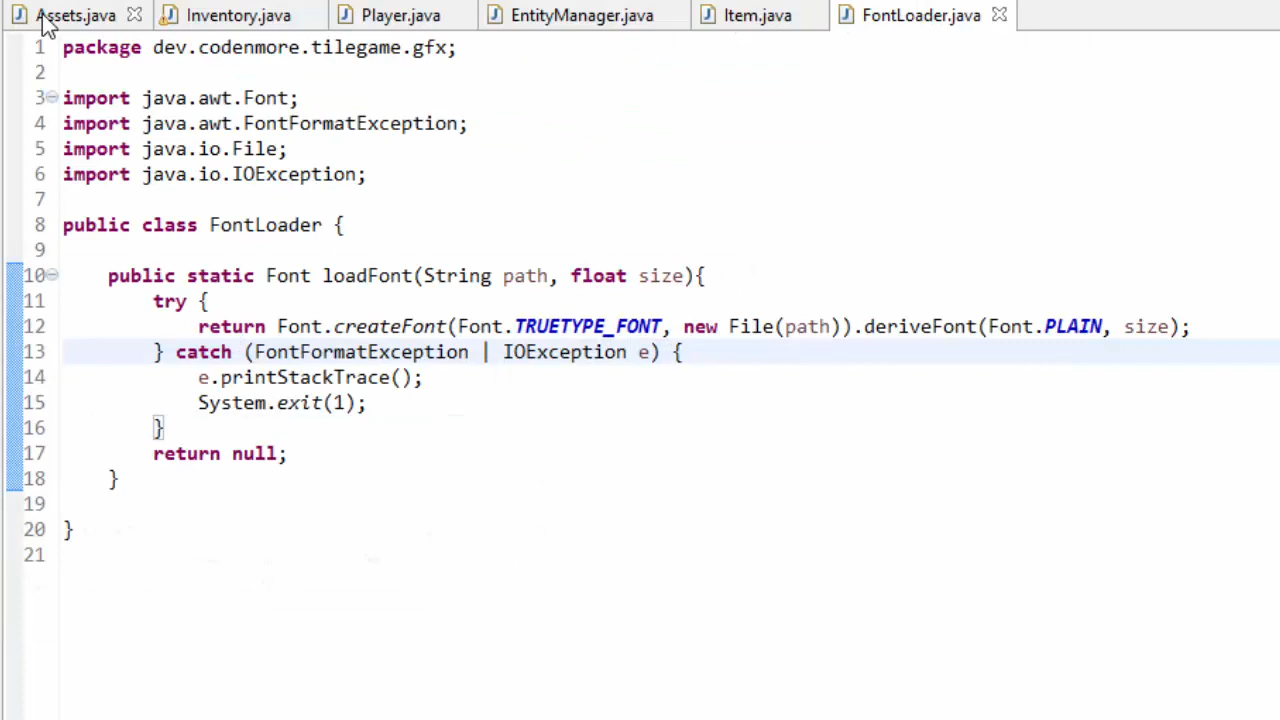 Assets.java Inventory.java Player.java EntityManager.java Item.java FontLoader.java
1 package dev.codenmore.tilegame.gfx;
2
3 import java.awt.Font;
4 import java.awt.FontFormatException;
5 import java.io.File;
6 import java.io.IOException;
7
8 public class FontLoader {
9
10 public static Font loadFont(String path, float size){
11 try {
12 return Font.createFont(Font.TRUETYPE_FONT, new File(path)).deriveFont(Font.PLAIN, size);
13 } catch (FontFormatException | IOException e) {
14 e.printStackTrace();
15 System.exit(1);
16 }
17 return null;
18 }
19
20 }
21